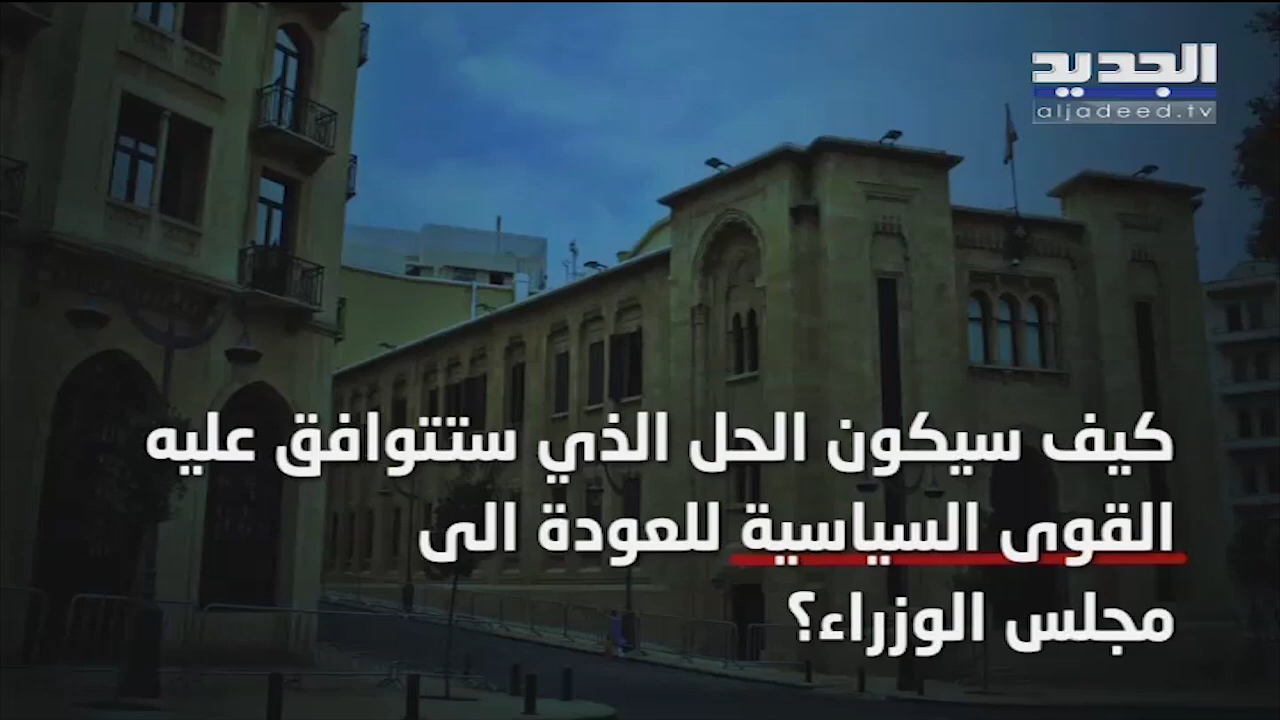 الجديد
aljadeed.tv
كيف سيكون الحل الذي ستتوافق عليه
القوى السياسية للعودة الى
مجلس الوزراء؟